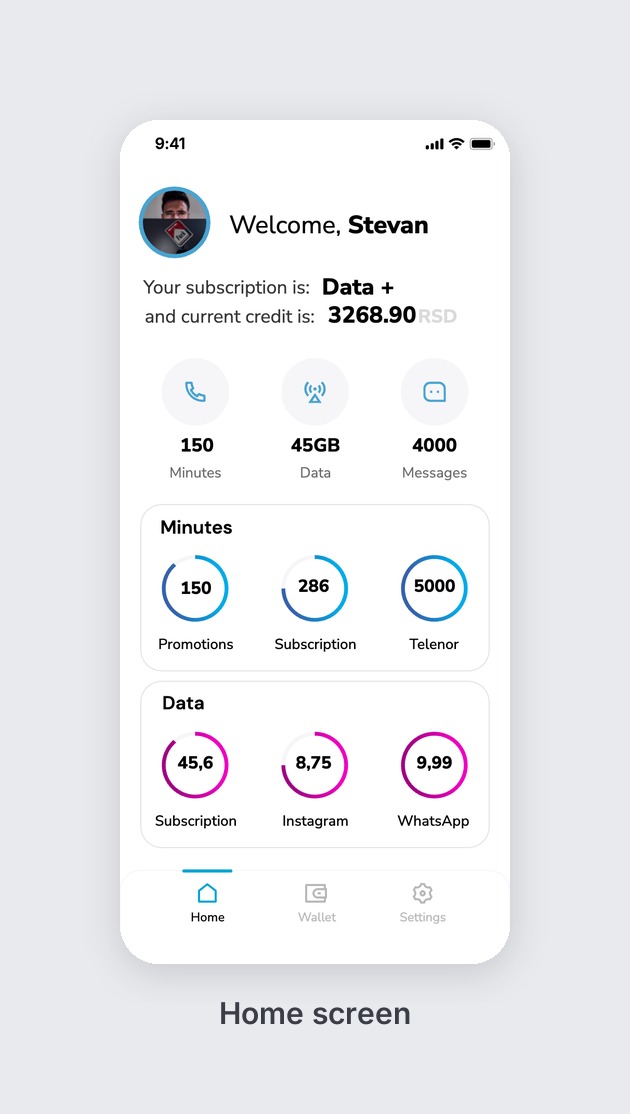 9:41
Welcome, Stevan
Your subscription is: Data +
and current credit is: 3268.90 RSD
150 45GB 4000
Minutes Data Messages
Minutes
150 286 5000
Promotions Subscription Telenor
Data
45,6 8,75 9,99
Subscription Instagram WhatsApp
Home Wallet Settings
Home screen